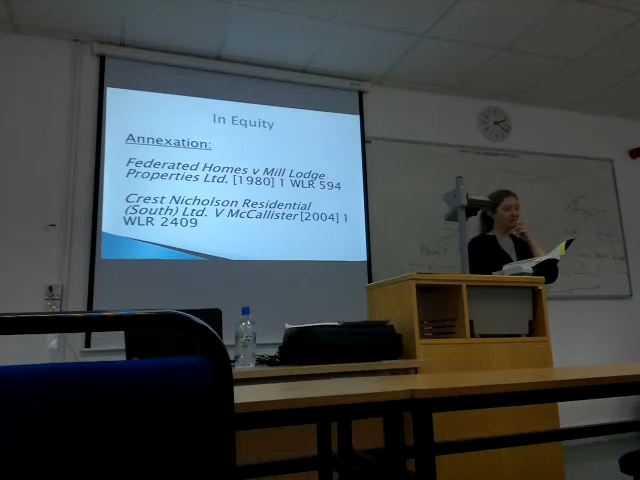 In Equity
Annexation:
Federated Homes v Mill Lodge
Properties Ltd. [1980] 1 WLR 594
Crest Nicholson Residential
(South) Ltd. V McCallister [2004] 1
WLR 2409